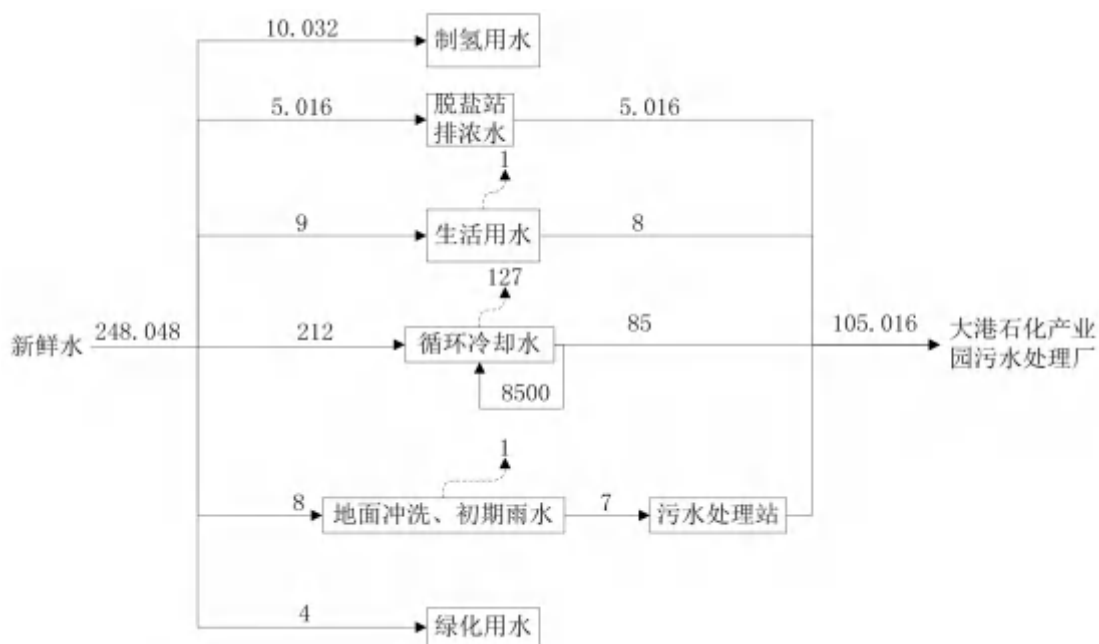 10.032
制氢用水
5.016
脱盐站
排浓水
5.016
1
9
生活用水
8
127
新鲜水
248.048
212
循环冷却水
85
105.016
大港石化产业
园污水处理厂
8500
1
8
地面冲洗、初期雨水
7
污水处理站
4
绿化用水